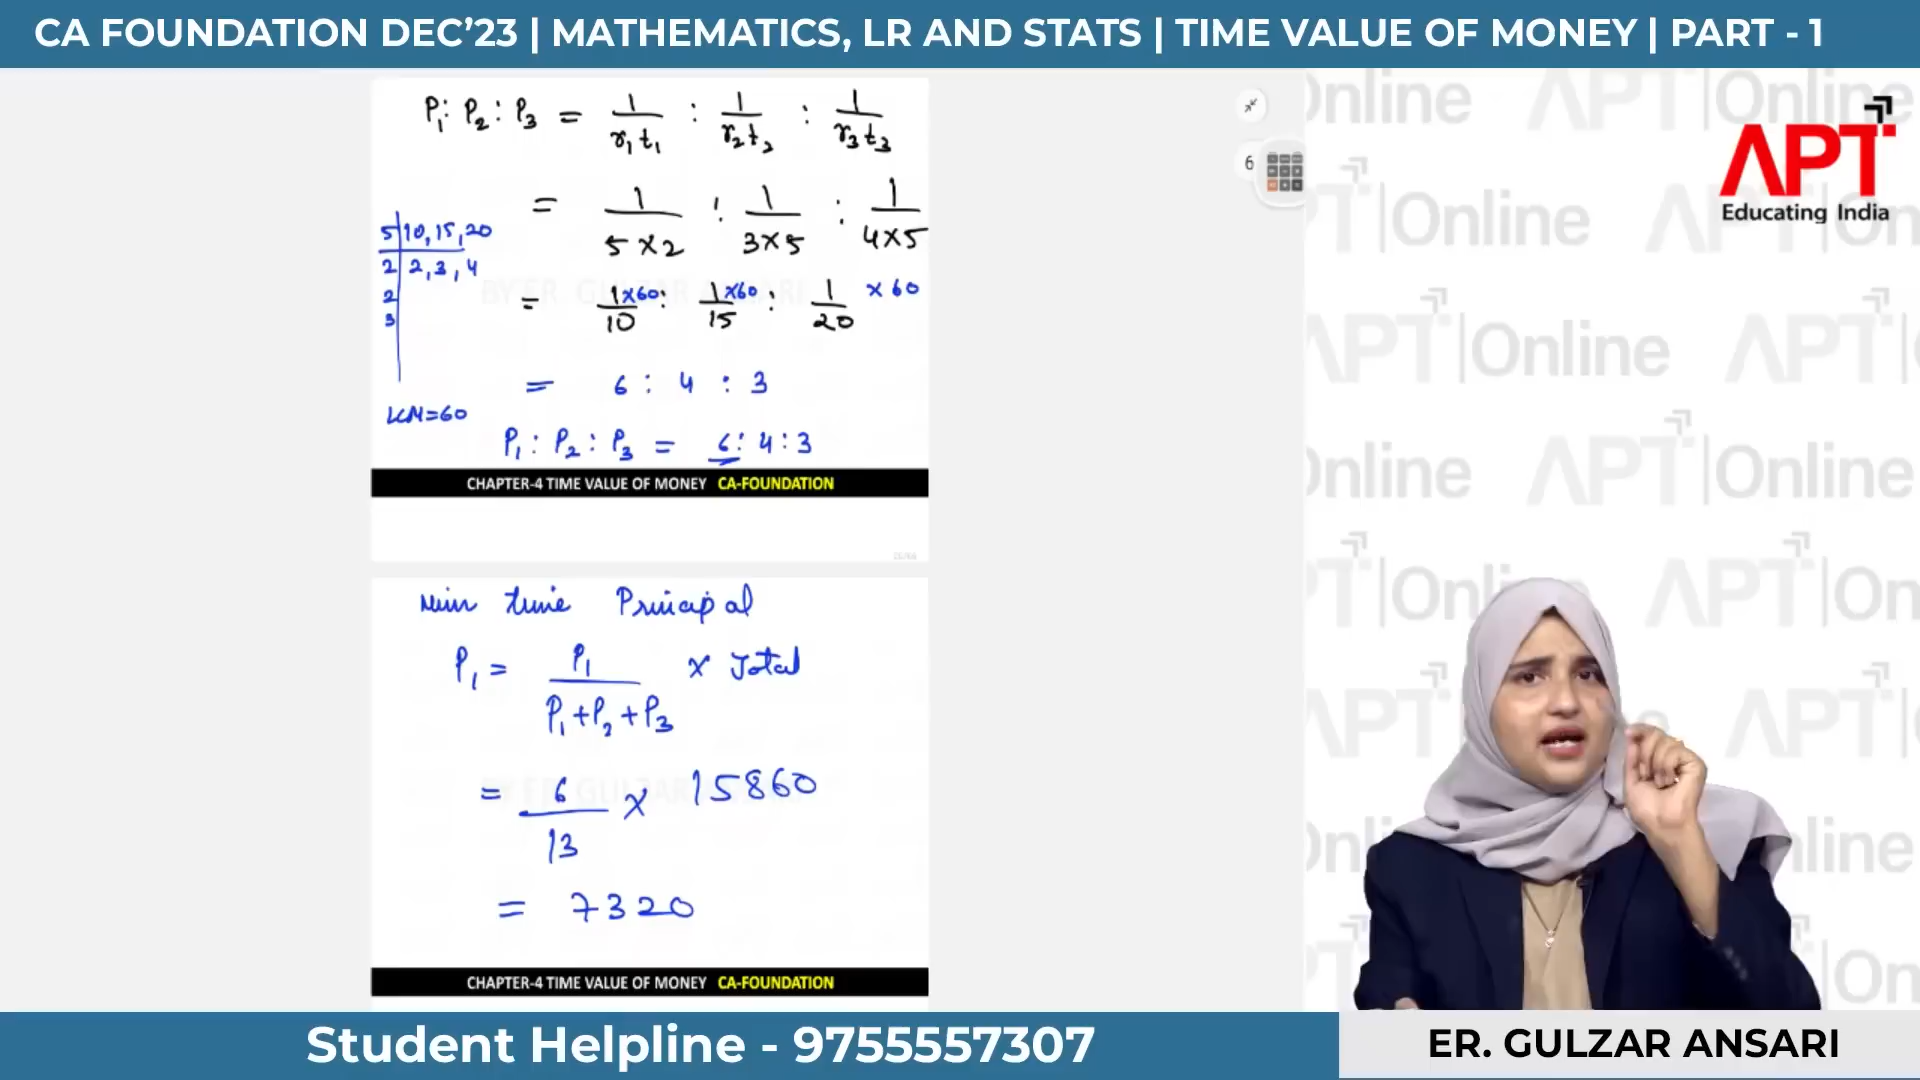 CA FOUNDATION DEC'23 | MATHEMATICS, LR AND STATS | TIME VALUE OF MONEY | PART - 1
P₁ : P₂ : P₃ = 1/r₁t₁ : 1/r₂t₂ : 1/r₃t₃
= 1/5×2 : 1/3×5 : 1/4×5
5 | 10, 15, 20
2 | 2, 3, 4
2
3
= 1/10 ×60 : 1/15 ×60 : 1/20 ×60
= 6 : 4 : 3
LCM=60
P₁ : P₂ : P₃ = 6 : 4 : 3
CHAPTER-4 TIME VALUE OF MONEY CA-FOUNDATION
time Principal
P₁ = P₁/P₁+P₂+P₃ × Total
= 6/13 × 15860
= 7320
CHAPTER-4 TIME VALUE OF MONEY CA-FOUNDATION
6
APT
Educating India
APT|Online
Student Helpline - 9755557307
ER. GULZAR ANSARI